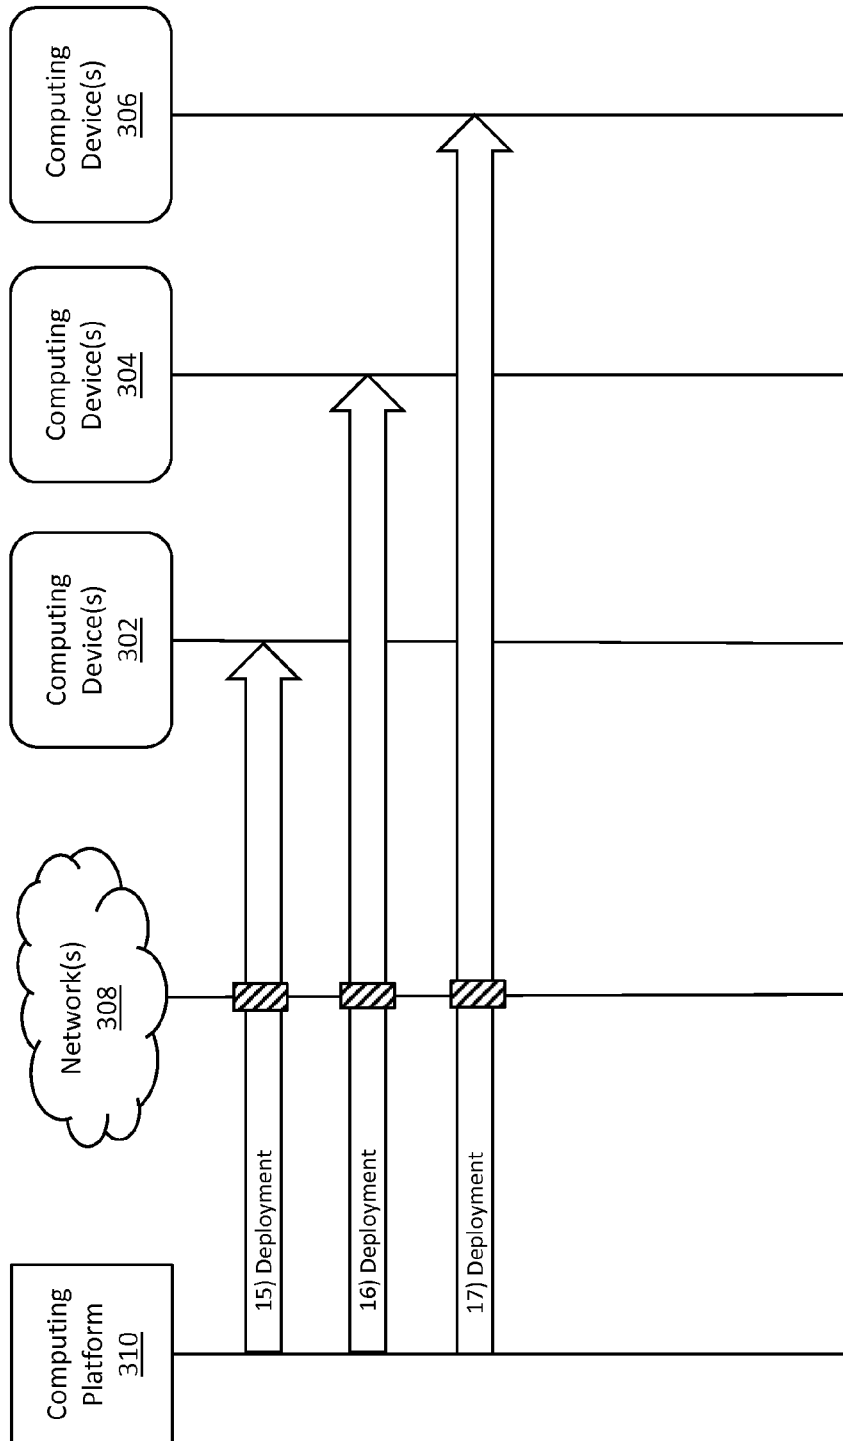 Computing
Platform
310
Network(s)
308
Computing
Device(s)
302
Computing
Device(s)
304
Computing
Device(s)
306
15) Deployment
16) Deployment
17) Deployment